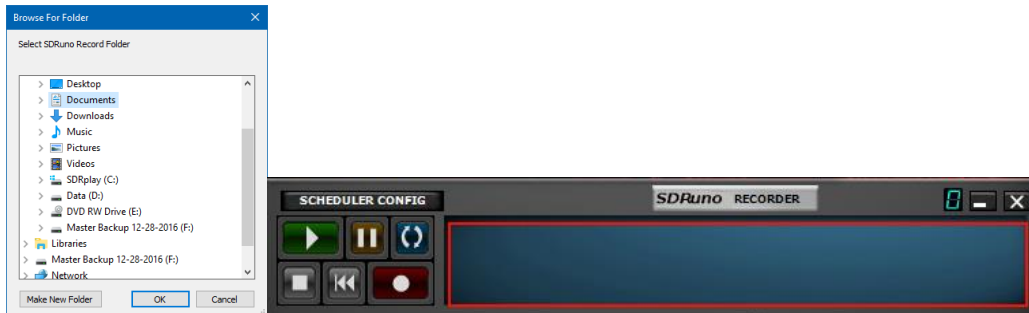 Browse For Folder
Select SDRuno Record Folder
Desktop
Documents
Downloads
Music
Pictures
Videos
SDRplay (C:)
Data (D:)
DVD RW Drive (E:)
Master Backup 12-28-2016 (F:)
Libraries
Master Backup 12-28-2016 (F:)
Network
Make New Folder OK Cancel
SCHEDULER CONFIG SDRuno RECORDER 0